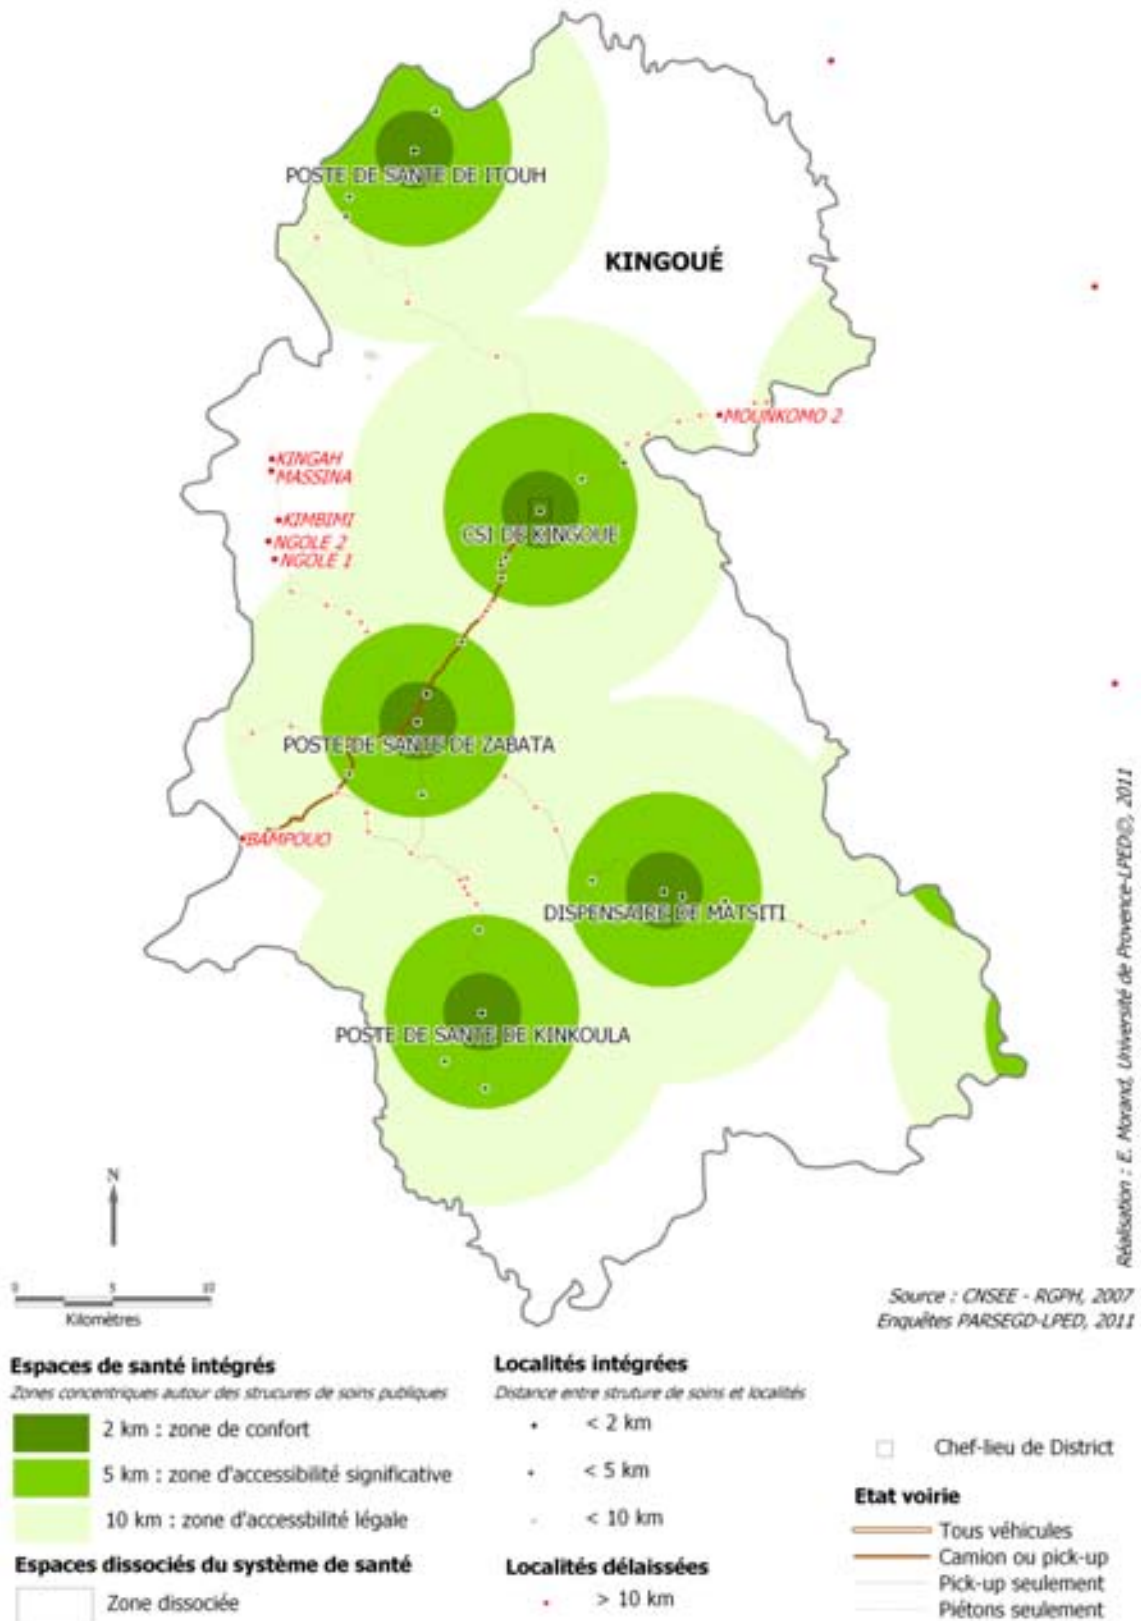 POSTE DE SANTE DE ITOUH
KINGOUÉ
MOUNKOMO 2
KINGAH
MASSINA
KIMBIMI
NGOLE 2
NGOLE 1
CSI DE KINGOUE
POSTE DE SANTE DE ZABATA
BAMPOUO
DISPENSAIRE DE MATSITI
POSTE DE SANTE DE KINKOULA
Réalisation : E. Morand, Université de Provence-LPED©, 2011
N
0 5 10
Kilomètres
Source : CNSEE - RGPH, 2007
Enquêtes PARSEGD-LPED, 2011
Espaces de santé intégrés
Zones concentriques autour des strucures de soins publiques
2 km : zone de confort
5 km : zone d'accessibilité significative
10 km : zone d'accessbilité légale
Espaces dissociés du système de santé
Zone dissociée
Localités intégrées
Distance entre struture de soins et localités
< 2 km
< 5 km
< 10 km
Localités délaissées
> 10 km
Chef-lieu de District
Etat voirie
Tous véhicules
Camion ou pick-up
Pick-up seulement
Piétons seulement